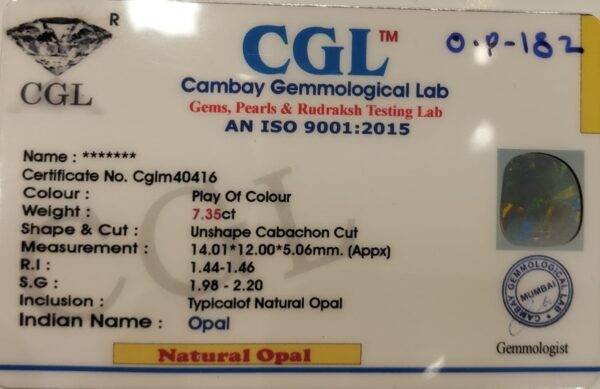 R
CGL
CGL™
O.P-182
Cambay Gemmological Lab
Gems, Pearls & Rudraksh Testing Lab
AN ISO 9001:2015
Name : *******
Certificate No. Cglm40416
Colour : Play Of Colour
Weight : 7.35ct
Shape & Cut : Unshape Cabachon Cut
Measurement : 14.01*12.00*5.06mm. (Appx)
R.I : 1.44-1.46
S.G : 1.98 - 2.20
Inclusion : Typicalof Natural Opal
Indian Name : Opal
CGL
CAMBAY GEMMOLOGICAL LAB
MUMBAI
Gemmologist
Natural Opal